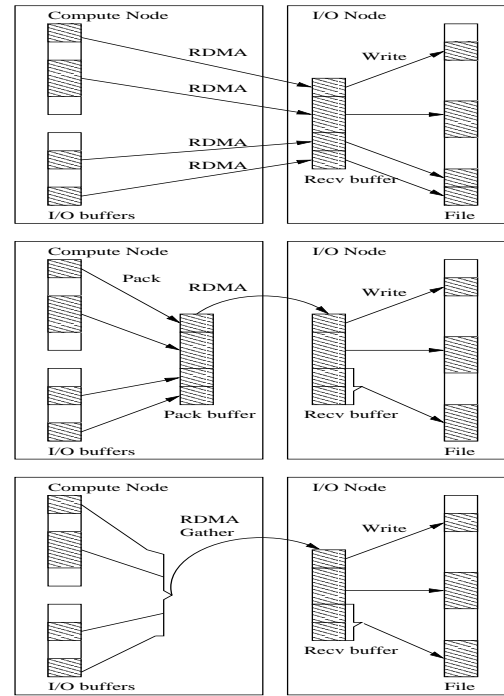 Compute Node
I/O Node
RDMA
Write
RDMA
RDMA
RDMA
Recv buffer
I/O buffers
File
Compute Node
I/O Node
Pack
RDMA
Write
Pack buffer
Recv buffer
I/O buffers
File
Compute Node
I/O Node
RDMA
Gather
Write
Recv buffer
I/O buffers
File